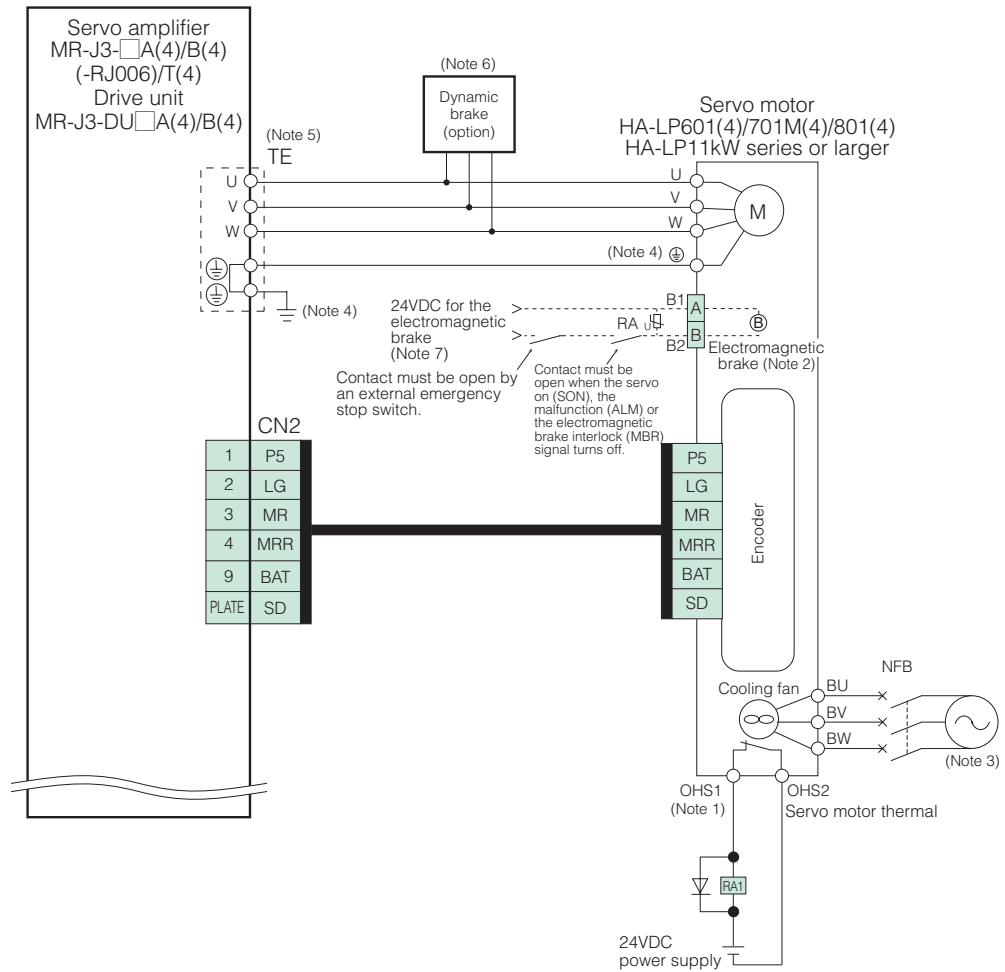 Servo amplifier
MR-J3-□A(4)/B(4)
(-RJ006)/T(4)
Drive unit
MR-J3-DU□A(4)/B(4)
(Note 5)
TE
U
V
W
(Note 6)
Dynamic
brake
(option)
Servo motor
HA-LP601(4)/701M(4)/801(4)
HA-LP11kW series or larger
U
V
W
M
(Note 4)
(Note 4)
24VDC for the
electromagnetic
brake
(Note 7)
Contact must be open by
an external emergency
stop switch.
RA
U
Contact must be
open when the servo
on (SON), the
malfunction (ALM) or
the electromagnetic
brake interlock (MBR)
signal turns off.
B1
A
B
B2
B
Electromagnetic
brake (Note 2)
CN2
1 P5
2 LG
3 MR
4 MRR
9 BAT
PLATE SD
P5
LG
MR
MRR
BAT
SD
Encoder
Cooling fan
BU
BV
BW
NFB
(Note 3)
OHS1
(Note 1)
OHS2
Servo motor thermal
RA1
24VDC
power supply